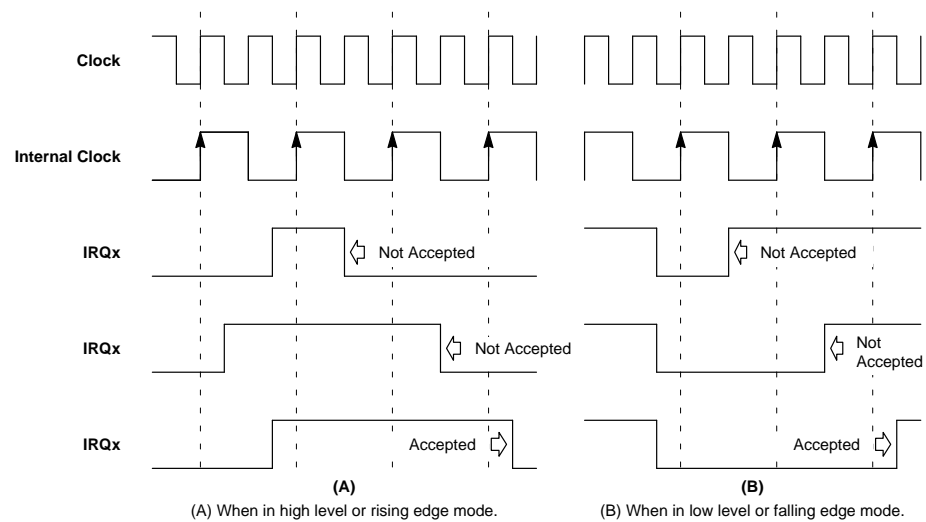 Clock
Internal Clock
IRQx
Not Accepted
Not Accepted
IRQx
Not Accepted
Not
Accepted
IRQx
Accepted
Accepted
(A)
(B)
(A) When in high level or rising edge mode.
(B) When in low level or falling edge mode.